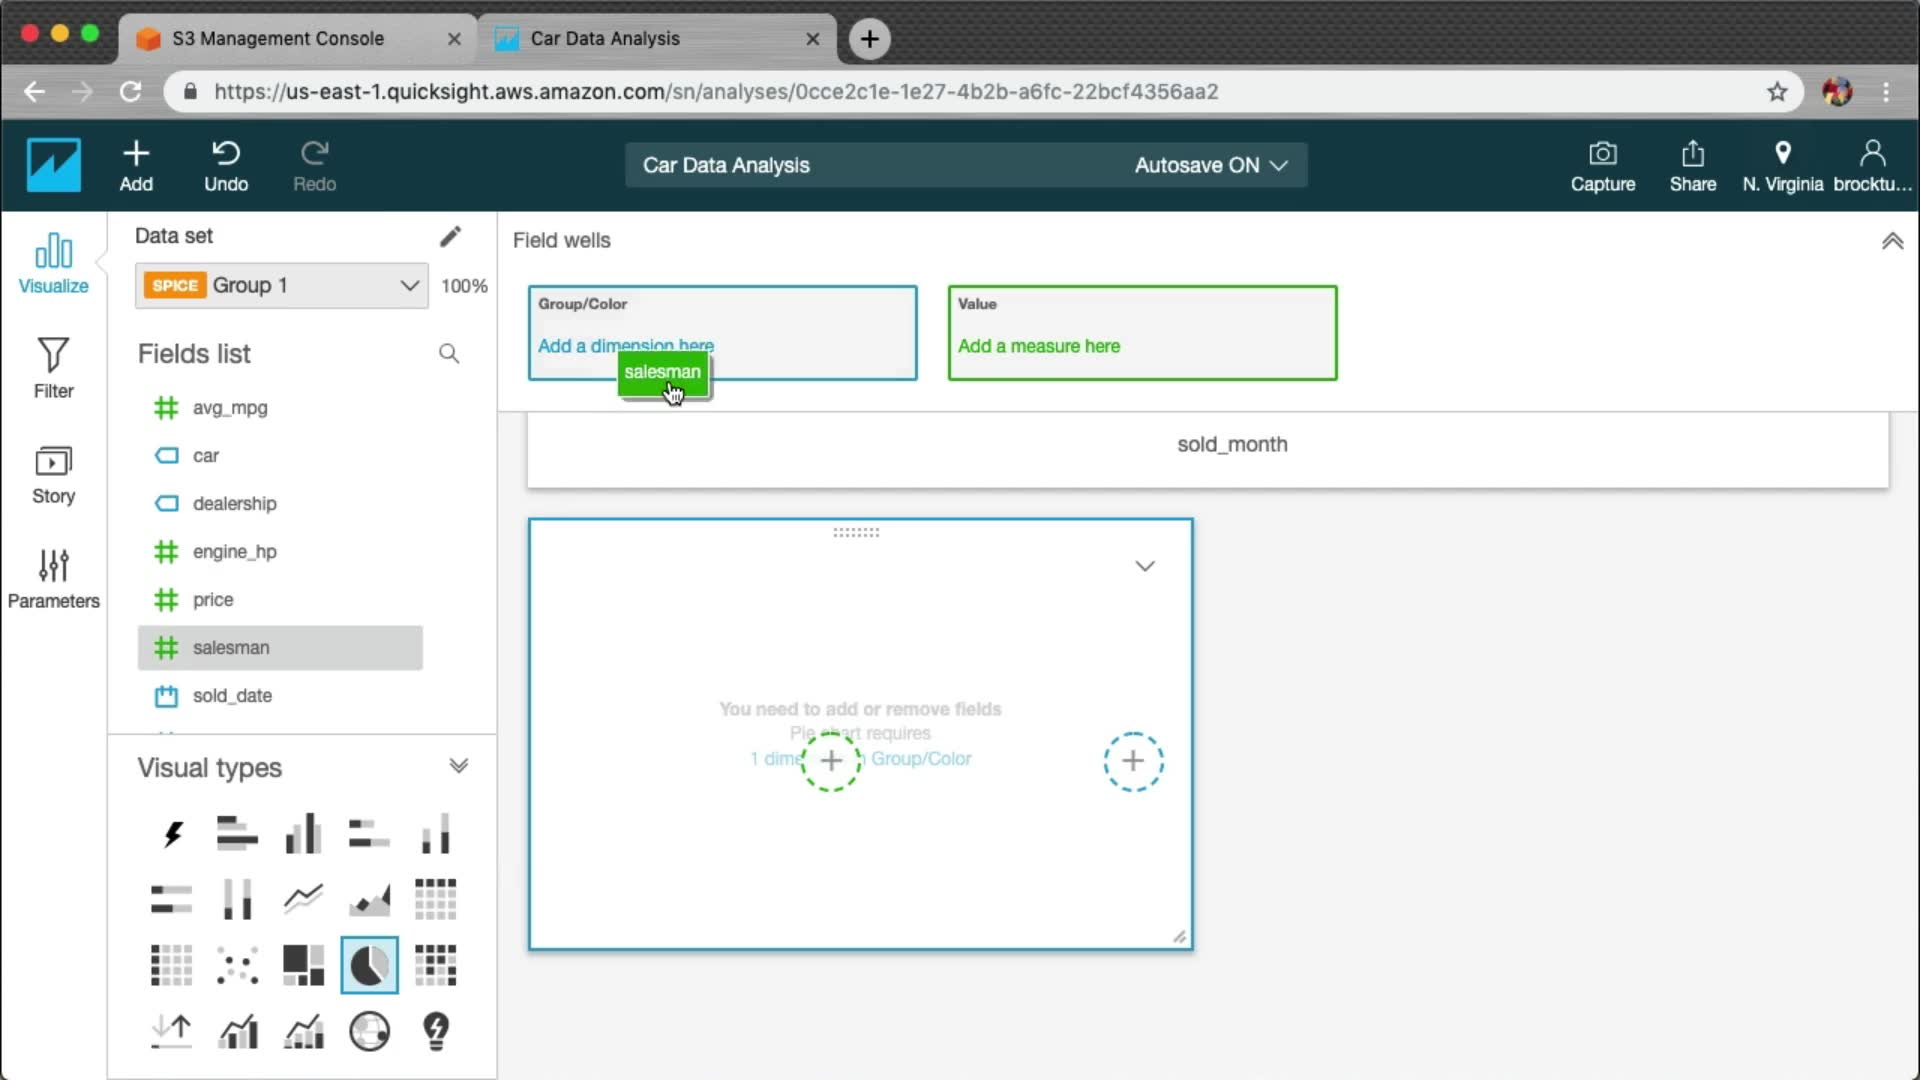 S3 Management Console
Car Data Analysis
https://us-east-1.quicksight.aws.amazon.com/sn/analyses/0cce2c1e-1e27-4b2b-a6fc-22bcf4356aa2
Add
Undo
Redo
Car Data Analysis
Autosave ON
Capture
Share
N. Virginia
brocktu...
Visualize
Filter
Story
Parameters
Data set
SPICE Group 1
100%
Fields list
avg_mpg
car
dealership
engine_hp
price
salesman
sold_date
Visual types
Field wells
Group/Color
Add a dimension here
salesman
Value
Add a measure here
sold_month
You need to add or remove fields
Pie chart requires
1 dime Group/Color